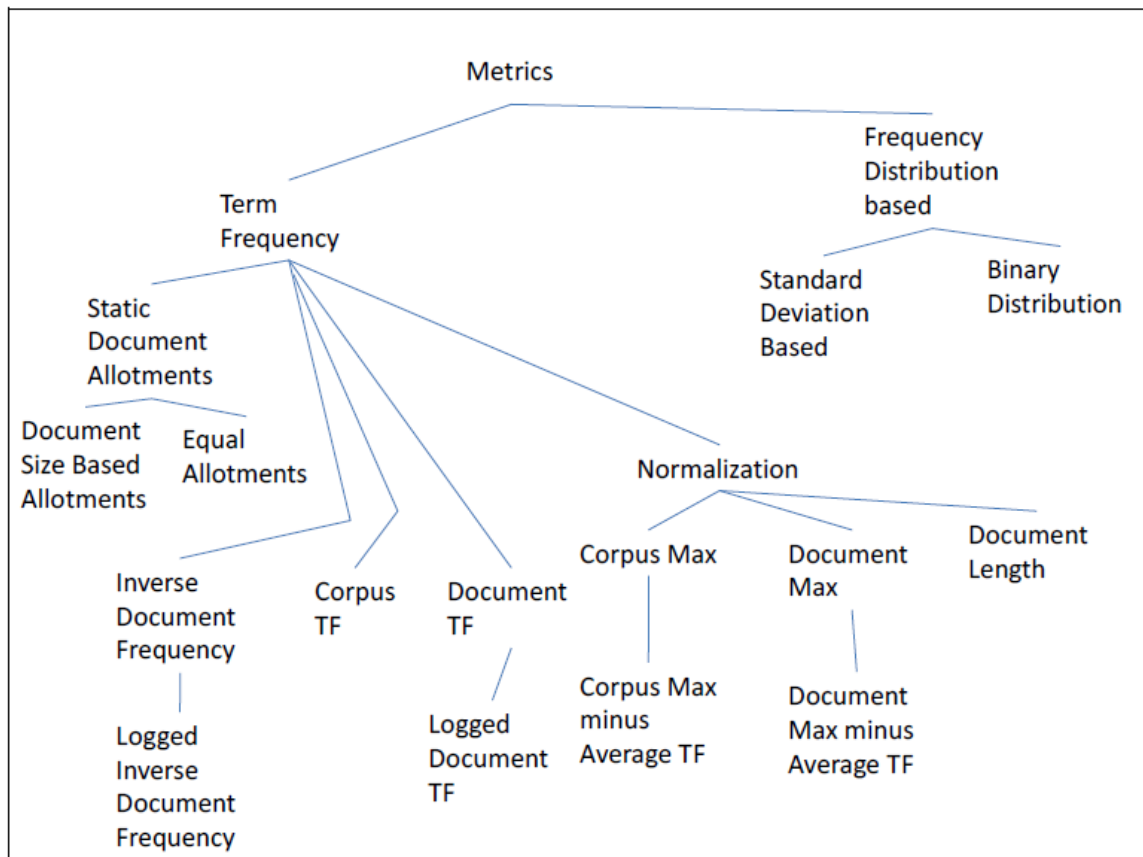 Metrics
Frequency
Distribution
based
Term
Frequency
Standard
Deviation
Based
Binary
Distribution
Static
Document
Allotments
Document
Size Based
Allotments
Equal
Allotments
Normalization
Inverse
Document
Frequency
Corpus
TF
Document
TF
Corpus Max
Document
Max
Document
Length
Logged
Inverse
Document
Frequency
Logged
Document
TF
Corpus Max
minus
Average TF
Document
Max minus
Average TF